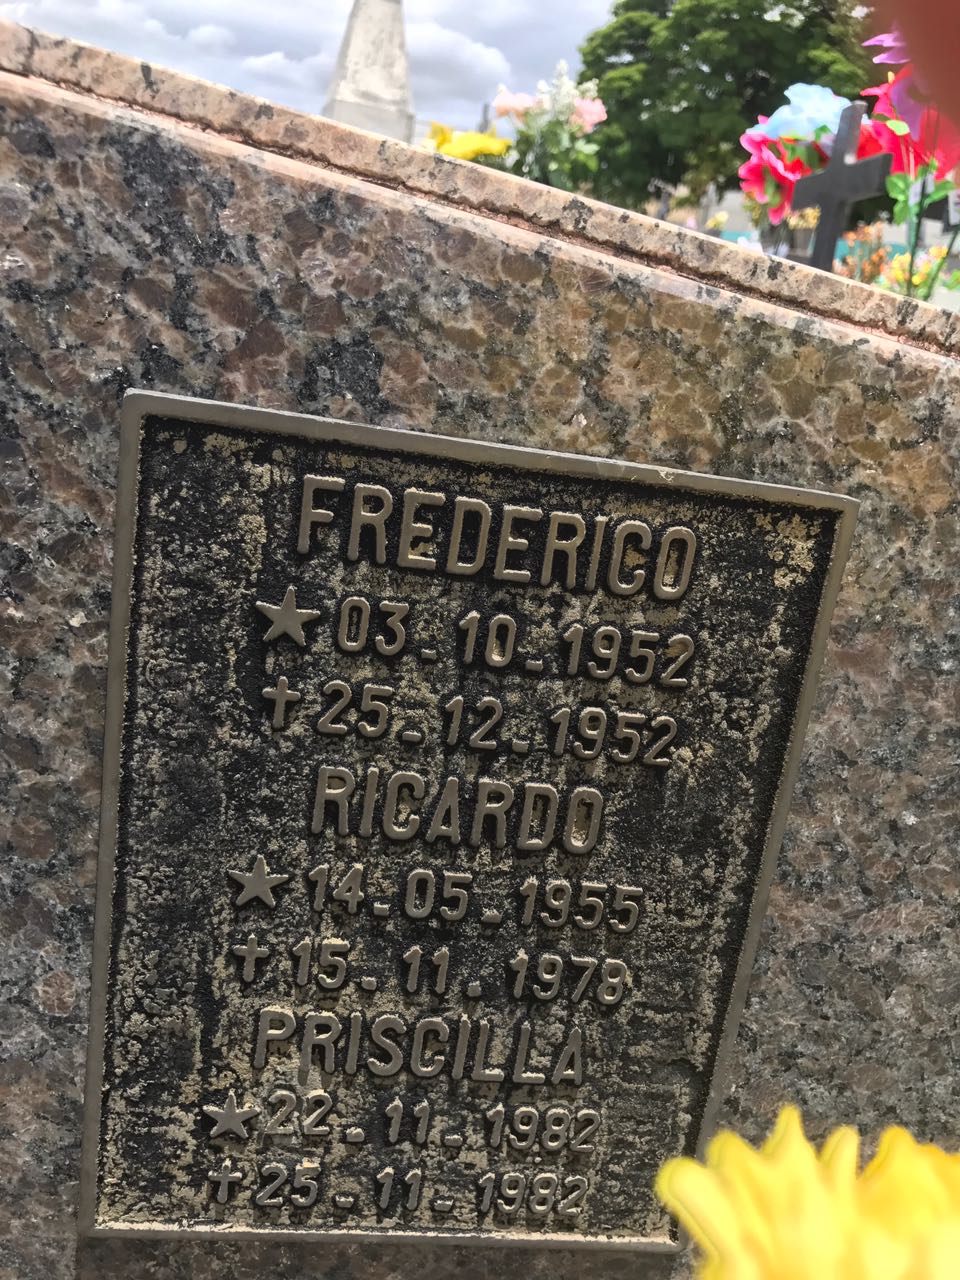 FREDERICO
★ 03-10-1952
✝ 25-12-1952
RICARDO
★ 14-05-1955
✝ 15.11.1978
PRISCILLA
★ 22-11-1982
✝ 25-11-1982